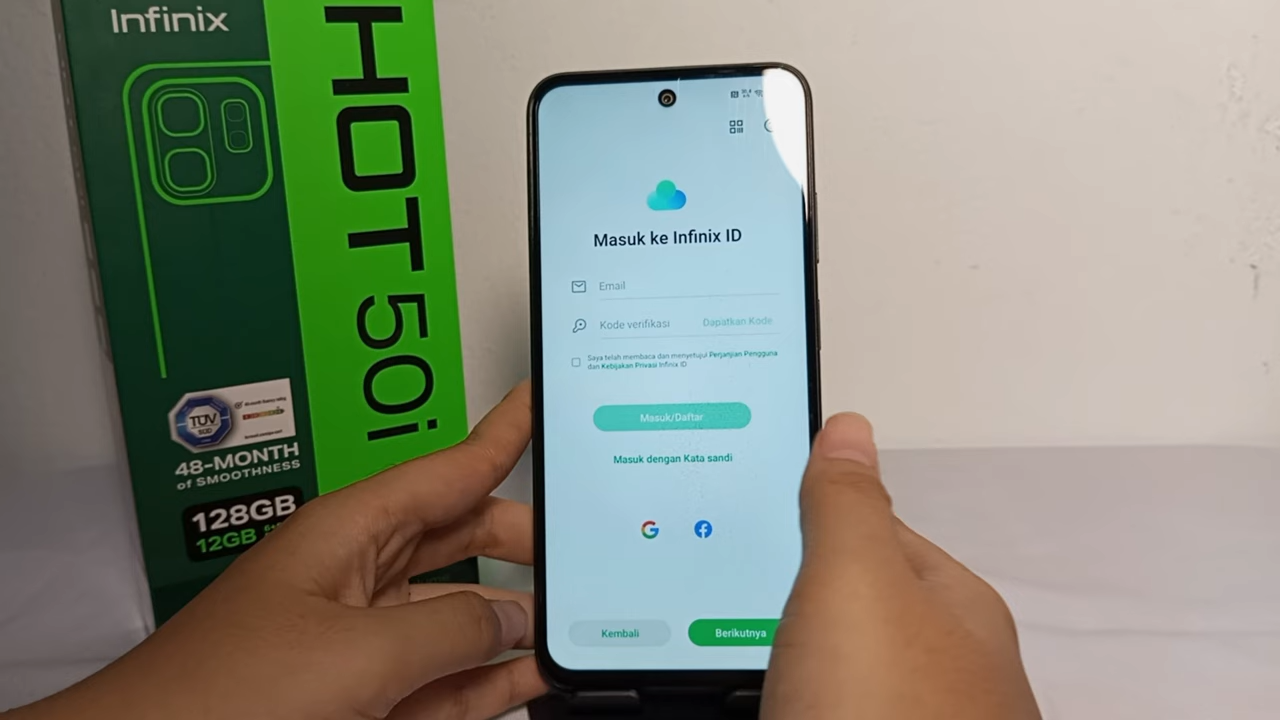 Infinix
HOT 50i
TÜV
SÜD
48-MONTH
of SMOOTHNESS
128GB
12GB
Masuk ke Infinix ID
Email
Kode verifikasi
Dapatkan Kode
Saya telah membaca dan menyetujui Perjanjian Pengguna
dan Kebijakan Privasi Infinix ID
Masuk/Daftar
Masuk dengan Kata sandi
Kembali
Berikutnya